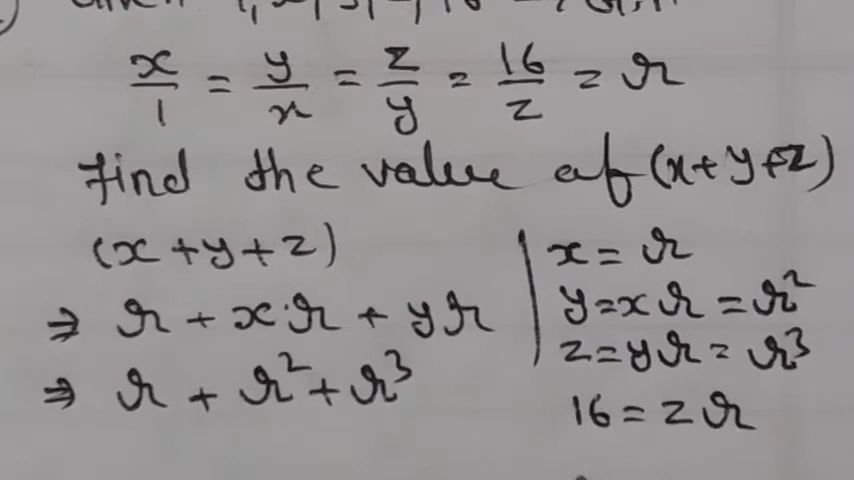 x/1 = y/x = z/y = 16/z = r
find the value of (x+y+z)
(x+y+z)
⇒ r + x·r + yr
⇒ r + r² + r³
x = r
y = xr = r²
z = yr = r³
16 = zr